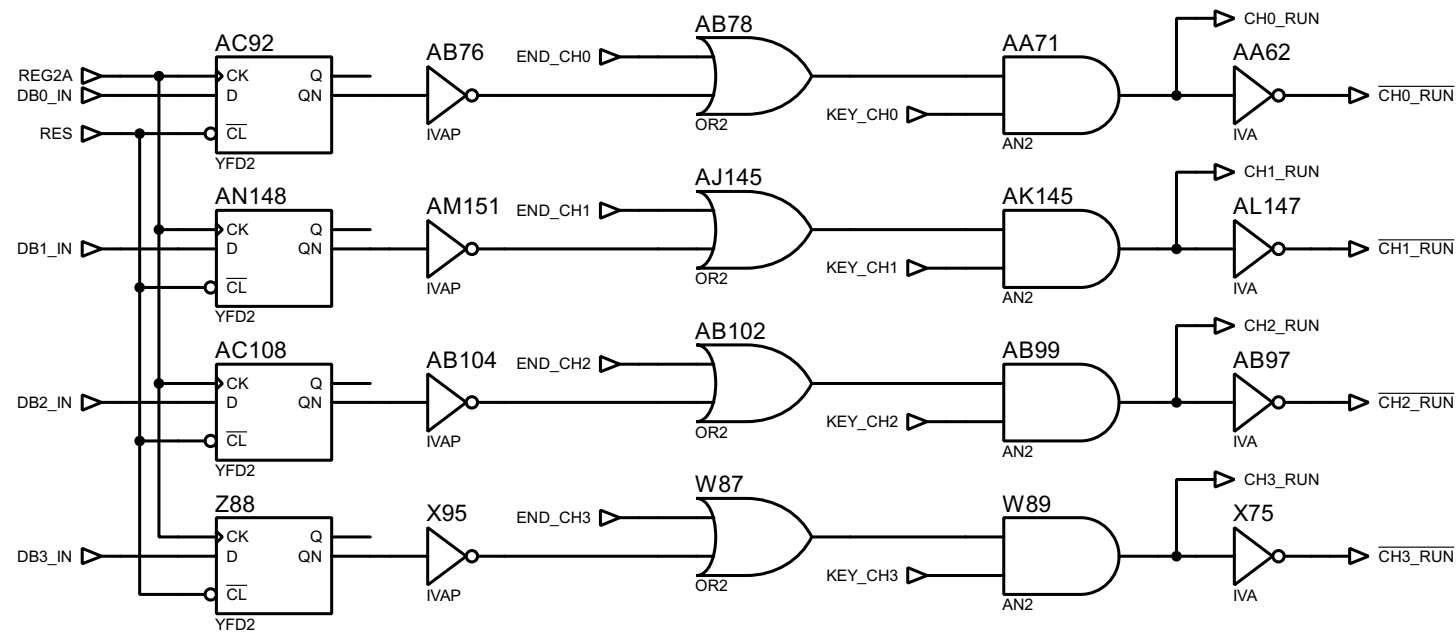 CH0_RUN
AC92 AB76 AB78 AA71 AA62
REG2A CK Q END_CH0
DB0_IN D QN CH0_RUN
KEY_CH0
RES CL IVAP OR2 AN2 IVA
YFD2
CH1_RUN
AN148 AM151 AJ145 AK145 AL147
END_CH1
CK Q
DB1_IN D QN CH1_RUN
KEY_CH1
CL IVAP OR2 AN2 IVA
YFD2
CH2_RUN
AC108 AB104 AB102 AB99 AB97
END_CH2
CK Q
DB2_IN D QN CH2_RUN
KEY_CH2
CL IVAP OR2 AN2 IVA
YFD2
CH3_RUN
Z88 X95 W87 W89 X75
END_CH3
CK Q
DB3_IN D QN CH3_RUN
KEY_CH3
CL IVAP OR2 AN2 IVA
YFD2